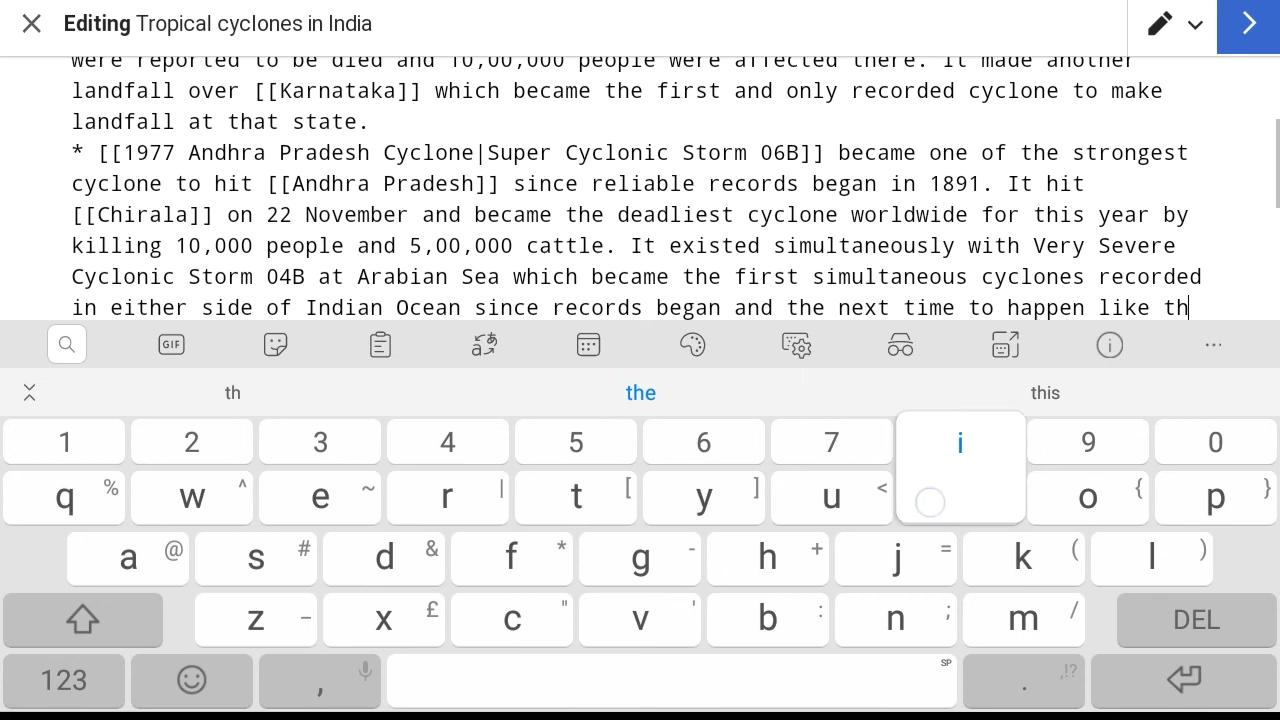 Editing Tropical cyclones in India
were reported to be died and 10,00,000 people were affected there. It made another
landfall over [[Karnataka]] which became the first and only recorded cyclone to make
landfall at that state.
* [[1977 Andhra Pradesh Cyclone|Super Cyclonic Storm 06B]] became one of the strongest
cyclone to hit [[Andhra Pradesh]] since reliable records began in 1891. It hit
[[Chirala]] on 22 November and became the deadliest cyclone worldwide for this year by
killing 10,000 people and 5,00,000 cattle. It existed simultaneously with Very Severe
Cyclonic Storm 04B at Arabian Sea which became the first simultaneous cyclones recorded
in either side of Indian Ocean since records began and the next time to happen like th
GIF
th the this
1 2 3 4 5 6 7 i 9 0
q % w ^ e ~ r | t [ y ] u < o { p }
a @ s # d & f * g - h + j = k ( l )
z _ x £ c " v ' b : n ; m / DEL
123 , SP . ,!?